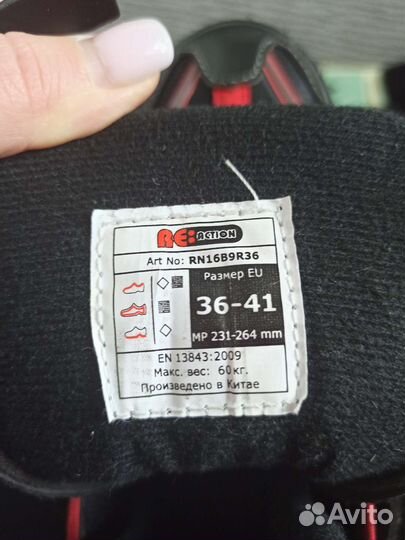 RE:ACTION
Art No: RN16B9R36
Размер EU
36-41
MP 231-264 mm
EN 13843:2009
Макс. вес: 60кг.
Произведено в Китае
Avito